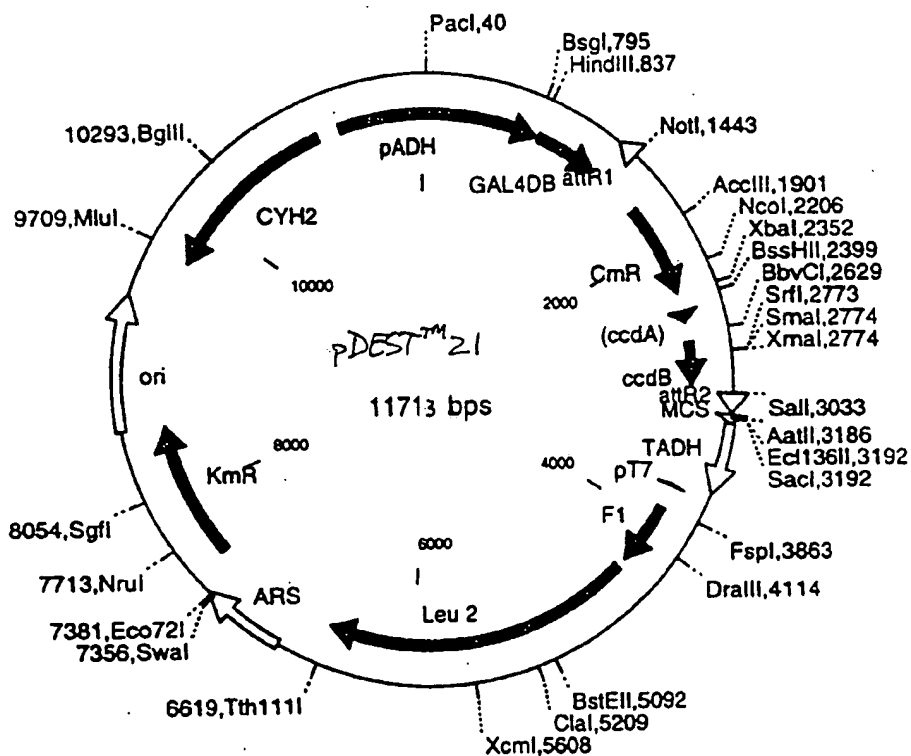 PacI,40
BsgI,795
HindIII,837
NotI,1443
AccIII,1901
NcoI,2206
XbaI,2352
BssHII,2399
BbvCI,2629
SrfI,2773
SmaI,2774
XmaI,2774
SalI,3033
AatII,3186
Ecl136II,3192
SacI,3192
FspI,3863
DraIII,4114
BstEII,5092
ClaI,5209
XcmI,5608
6619,Tth111I
7356,SwaI
7381,Eco72I
7713,NruI
8054,SgfI
9709,MluI
10293,BglII
pADH
GAL4DB
attR1
CmR
(ccdA)
ccdB
attR2
MCS
TADH
pT7
F1
Leu 2
ARS
KmR
ori
CYH2
2000
4000
6000
8000
10000
pDEST™21
11713 bps